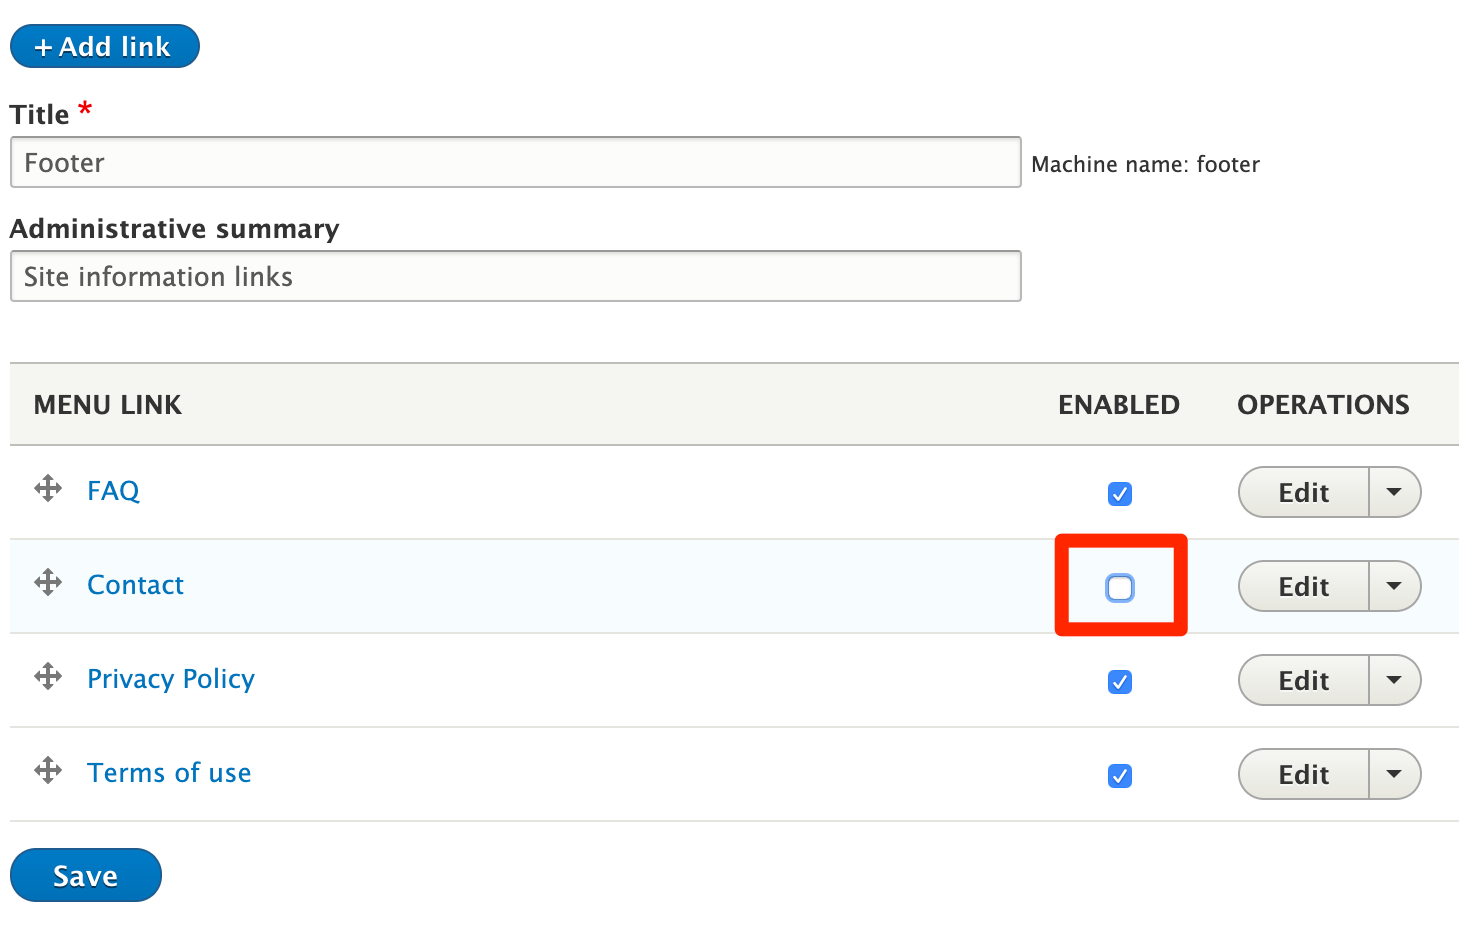 + Add link
Title *
Footer
Machine name: footer
Administrative summary
Site information links
MENU LINK ENABLED OPERATIONS
FAQ Edit
Contact Edit
Privacy Policy Edit
Terms of use Edit
Save